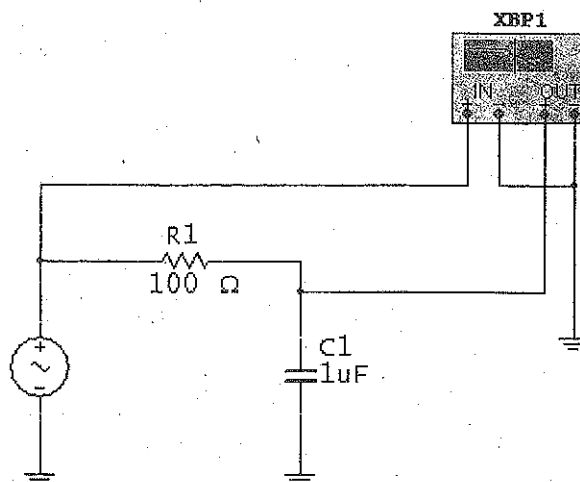 XBP1
IN OUT
+ - + -
R1
100 Ω
+
-
C1
1uF